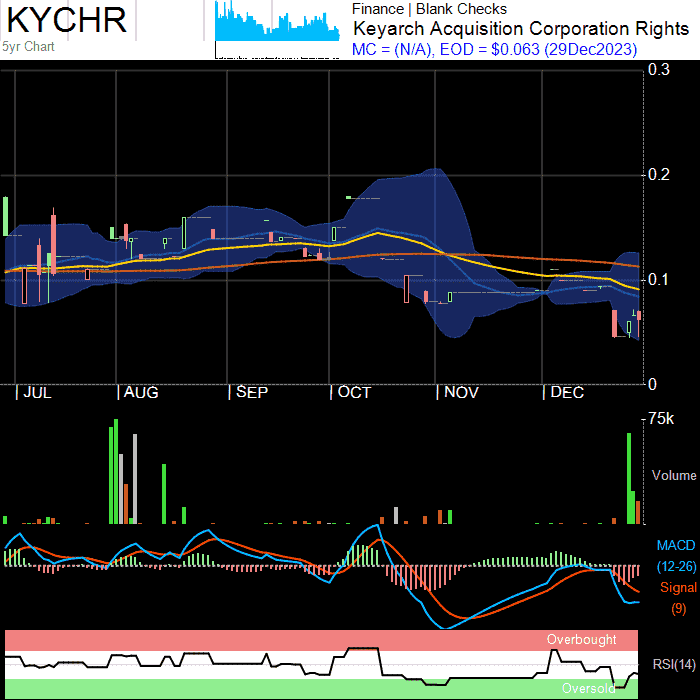 KYCHR
5yr Chart
Finance | Blank Checks
Keyarch Acquisition Corporation Rights
MC = (N/A), EOD = $0.063 (29Dec2023)
0.3
0.2
0.1
0
| JUL | AUG | SEP | OCT | NOV | DEC
75k
Volume
MACD
(12-26)
Signal
(9)
Overbought
RSI(14)
Oversold